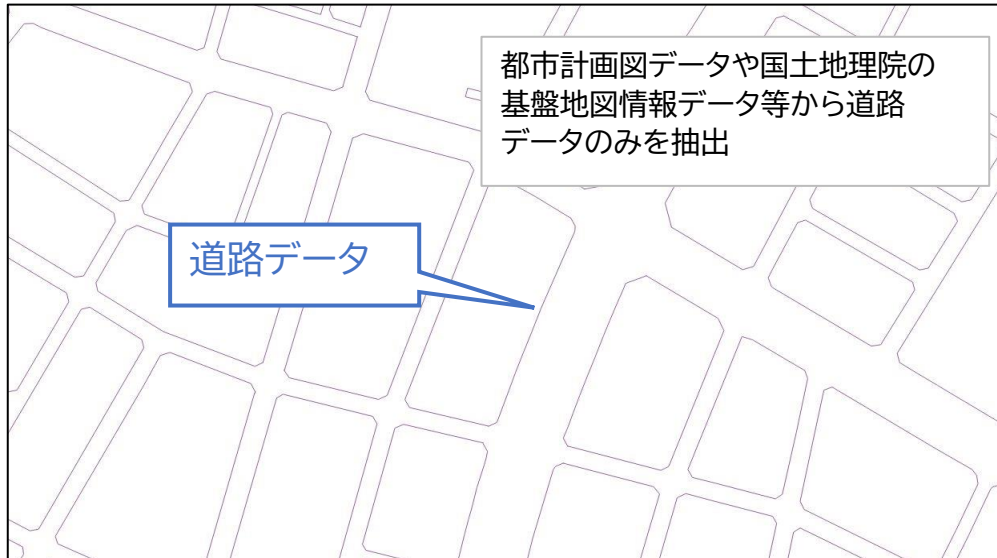 都市計画図データや国土地理院の
基盤地図情報データ等から道路
データのみを抽出
道路データ